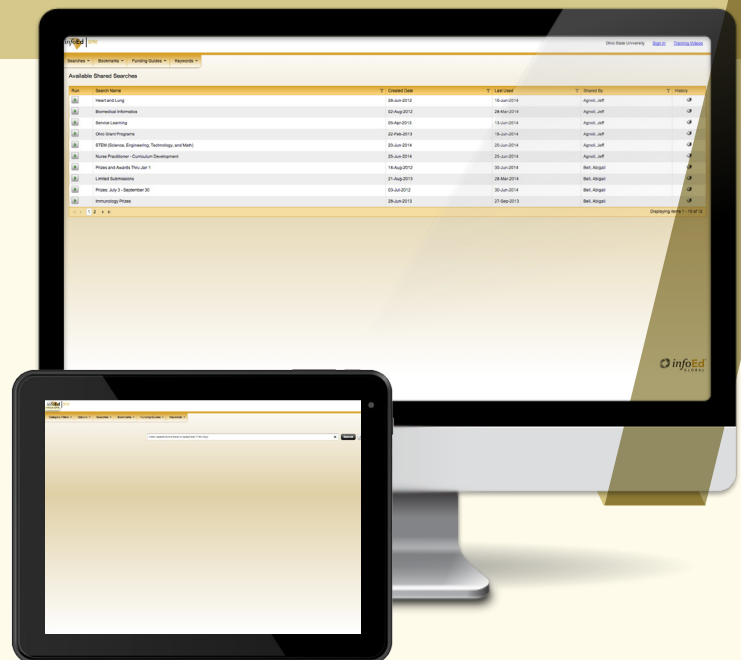 infoEd | SPIN
Ohio State University Sign In Training Videos
Searches Bookmarks Funding Guides Keywords
Available Shared Searches
Run Search Name Created Date Last Used Shared By History
Heart and Lung 28-Jun-2012 16-Jun-2014 Agnoli, Jeff
Biomedical Informatics 02-Aug-2012 28-Mar-2014 Agnoli, Jeff
Service Learning 05-Apr-2013 13-Jun-2014 Agnoli, Jeff
Ohio Grant Programs 22-Feb-2013 18-Jun-2014 Agnoli, Jeff
STEM (Science, Engineering, Technology, and Math) 20-Jun-2014 25-Jun-2014 Agnoli, Jeff
Nurse Practitioner - Curriculum Development 25-Jun-2014 25-Jun-2014 Agnoli, Jeff
Prizes and Awards Thru Jan 1 16-Aug-2012 30-Jun-2014 Bell, Abigail
Limited Submissions 21-Aug-2013 28-Mar-2014 Bell, Abigail
Prizes: July 3 - September 30 03-Jul-2012 30-Jun-2014 Bell, Abigail
Immunology Prizes 28-Jun-2013 27-Sep-2013 Bell, Abigail
1 2 Displaying items 1 - 10 of 12
infoEd
GLOBAL
infoEd
Options Searches Bookmarks Funding Guides Keywords